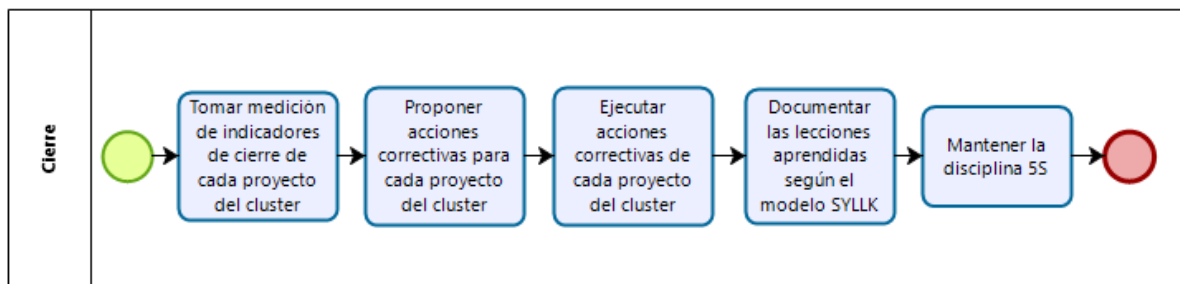 Cierre
Tomar medición
de indicadores
de cierre de
cada proyecto
del cluster
Proponer
acciones
correctivas para
cada proyecto
del cluster
Ejecutar
acciones
correctivas de
cada proyecto
del cluster
Documentar
las lecciones
aprendidas
según el
modelo SYLLK
Mantener la
disciplina 5S